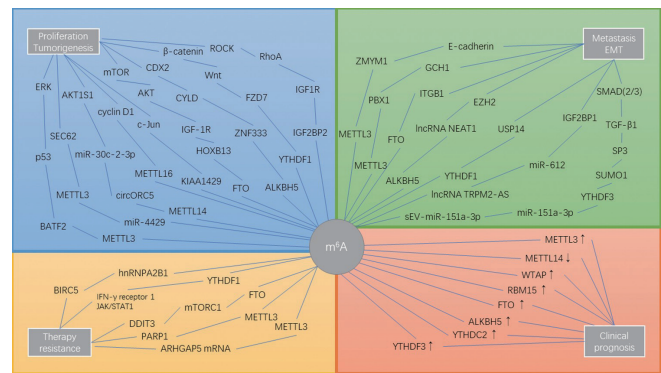 Proliferation
Tumorigenesis
β-catenin
ROCK
RhoA
ERK
AKT1S1
mTOR
CDX2
Wnt
IGF1R
AKT
CYLD
FZD7
cyclin D1
c-Jun
IGF-1R
ZNF333
IGF2BP2
SEC62
HOXB13
YTHDF1
p53
miR-30c-2-3p
METTL16
KIAA1429
FTO
ALKBH5
METTL3
circORC5
METTL14
BATF2
miR-4429
METTL3
Metastasis
EMT
E-cadherin
ZMYM1
GCH1
PBX1
ITGB1
EZH2
SMAD(2/3)
METTL3
FTO
lncRNA NEAT1
USP14
IGF2BP1
TGF-β1
METTL3
miR-612
SP3
ALKBH5
YTHDF1
SUMO1
lncRNA TRPM2-AS
YTHDF3
sEV-miR-151a-3p
miR-151a-3p
m⁶A
hnRNPA2B1
BIRC5
YTHDF1
IFN-γ receptor 1
JAK/STAT1
FTO
mTORC1
DDIT3
METTL3
PARP1
METTL3
ARHGAP5 mRNA
Therapy
resistance
METTL3↑
METTL14↓
WTAP↑
RBM15↑
FTO↑
ALKBH5↑
YTHDC2↑
YTHDF3↑
Clinical
prognosis